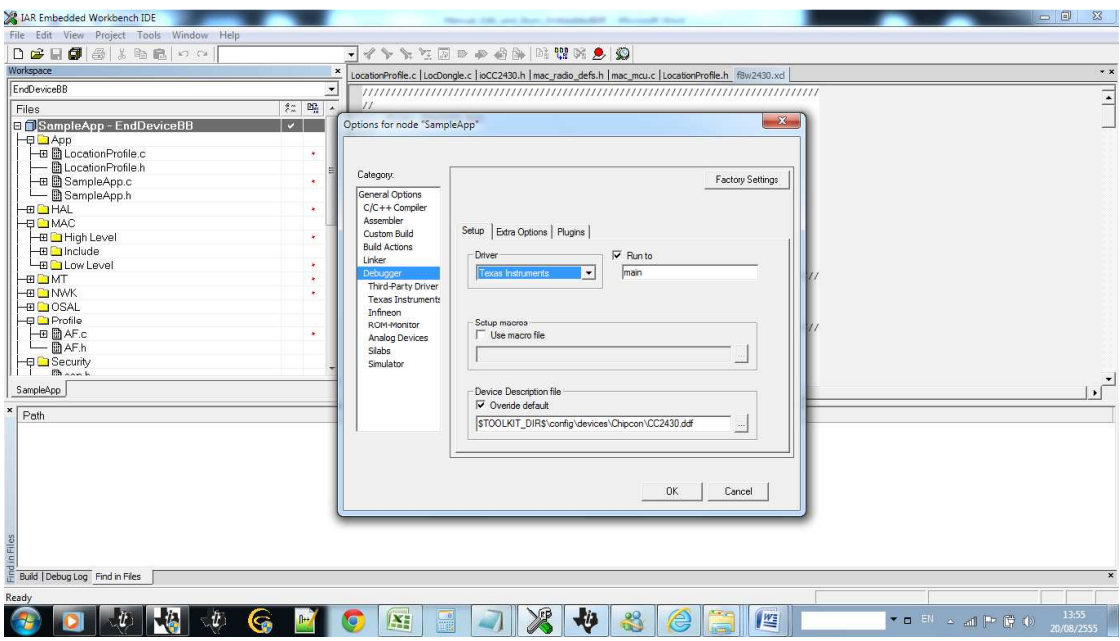 IAR Embedded Workbench IDE
File Edit View Project Tools Window Help
Workspace
EndDeviceBB
Files
SampleApp - EndDeviceBB
App
LocationProfile.c
LocationProfile.h
SampleApp.c
SampleApp.h
HAL
MAC
High Level
Include
Low Level
MT
NWK
OSAL
Profile
AF.c
AF.h
Security
SampleApp
LocationProfile.c | LocDongle.c | ioCC2430.h | mac_radio_defs.h | mac_mcu.c | LocationProfile.h f8w2430.xcl
//
Options for node "SampleApp"
Category:
General Options
C/C++ Compiler
Assembler
Custom Build
Build Actions
Linker
Debugger
Third-Party Driver
Texas Instruments
Infineon
ROM-Monitor
Analog Devices
Silabs
Simulator
Factory Settings
Setup Extra Options Plugins
Driver
Texas Instruments
Run to
main
Setup macros
Use macro file
...
Device Description file
Overide default
$TOOLKIT_DIR$\config\devices\Chipcon\CC2430.ddf
...
OK Cancel
Path
Find in Files
Build Debug Log Find in Files
Ready
EN
13:55
20/08/2555